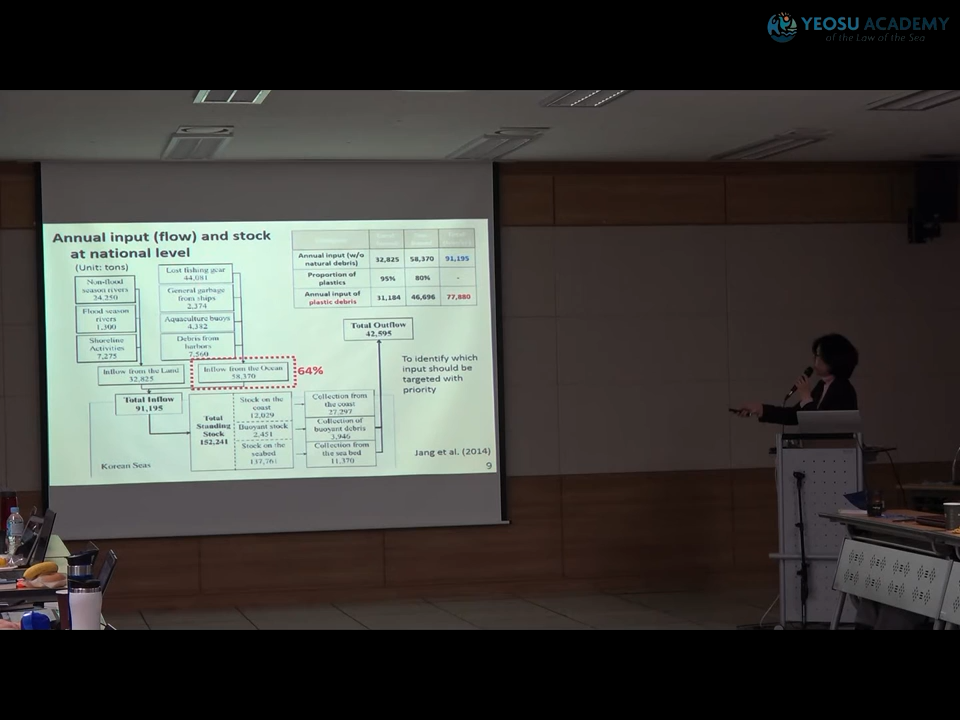 YEOSU ACADEMY
of the Law of the Sea
Annual input (flow) and stock
at national level
(Unit: tons)
Non-flood
season rivers
24,250
Flood season
rivers
1,300
Shoreline
Activities
7,275
Inflow from the Land
32,825
Lost fishing gear
44,081
General garbage
from ships
2,374
Aquaculture buoys
4,382
Debris from
harbors
7,560
Inflow from the Ocean
58,370
64%
Annual input (w/o
natural debris)
32,825
58,370
91,195
Proportion of
plastics
95%
80%
-
Annual input of
plastic debris
31,184
46,696
77,880
Total Outflow
42,595
To identify which
input should be
targeted with
priority
Total Inflow
91,195
Total
Standing
Stock
152,241
Stock on the
coast
12,029
Buoyant stock
2,451
Stock on the
seabed
137,761
Collection from
the coast
27,297
Collection of
buoyant debris
3,946
Collection from
the sea bed
11,370
Korean Seas
Jang et al. (2014)
9